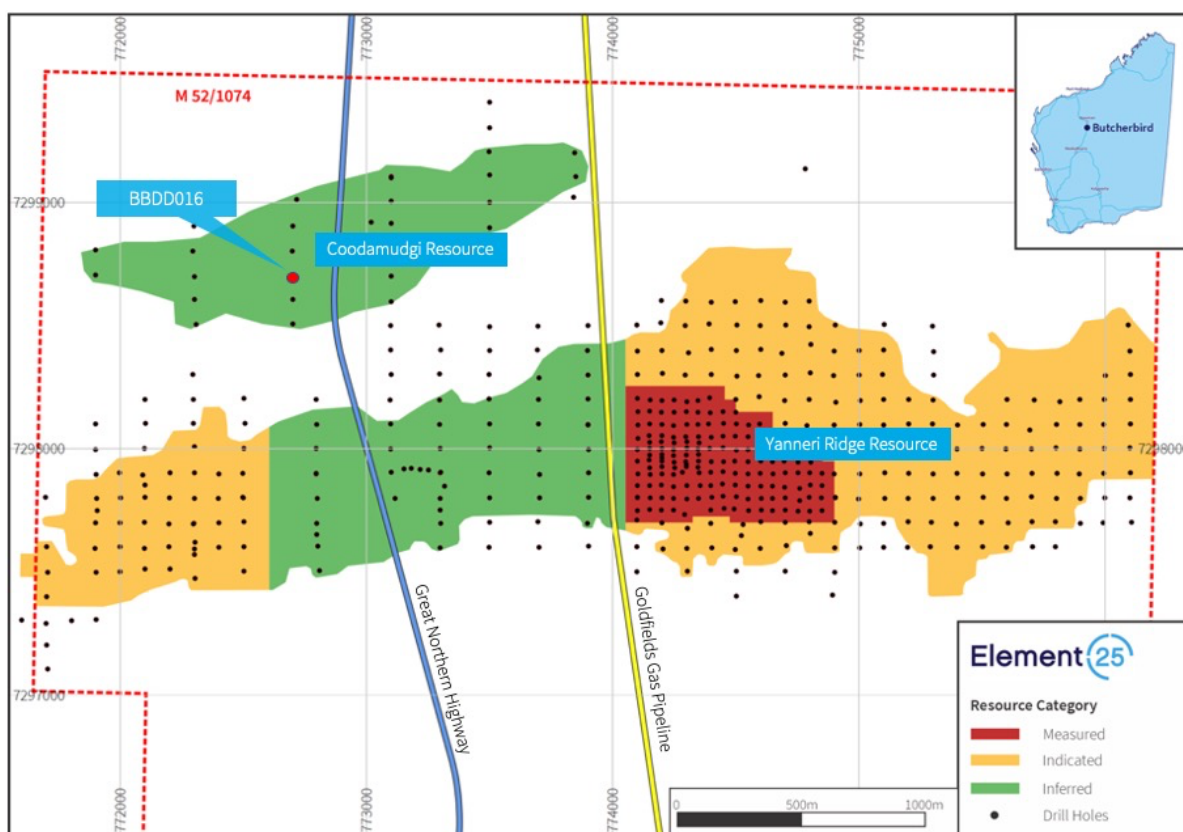 772000
773000
774000
775000
M 52/1074
Butcherbird
BBDD016
7299000
Coodamudgi Resource
Yanneri Ridge Resource
7298000
Great Northern Highway
Goldfields Gas Pipeline
7297000
772000
773000
774000
Element 25
Resource Category
Measured
Indicated
Inferred
Drill Holes
0
500m
1000m